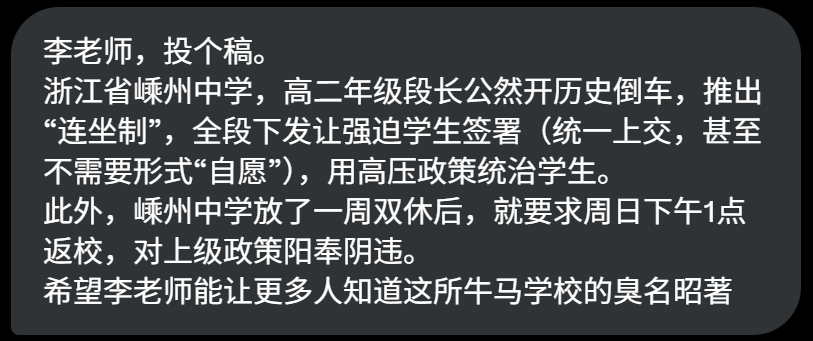 李老师，投个稿。
浙江省嵊州中学，高二年级段长公然开历史倒车，推出
“连坐制”，全段下发让强迫学生签署（统一上交，甚至
不需要形式“自愿”），用高压政策统治学生。
此外，嵊州中学放了一周双休后，就要求周日下午1点
返校，对上级政策阳奉阴违。
希望李老师能让更多人知道这所牛马学校的臭名昭著